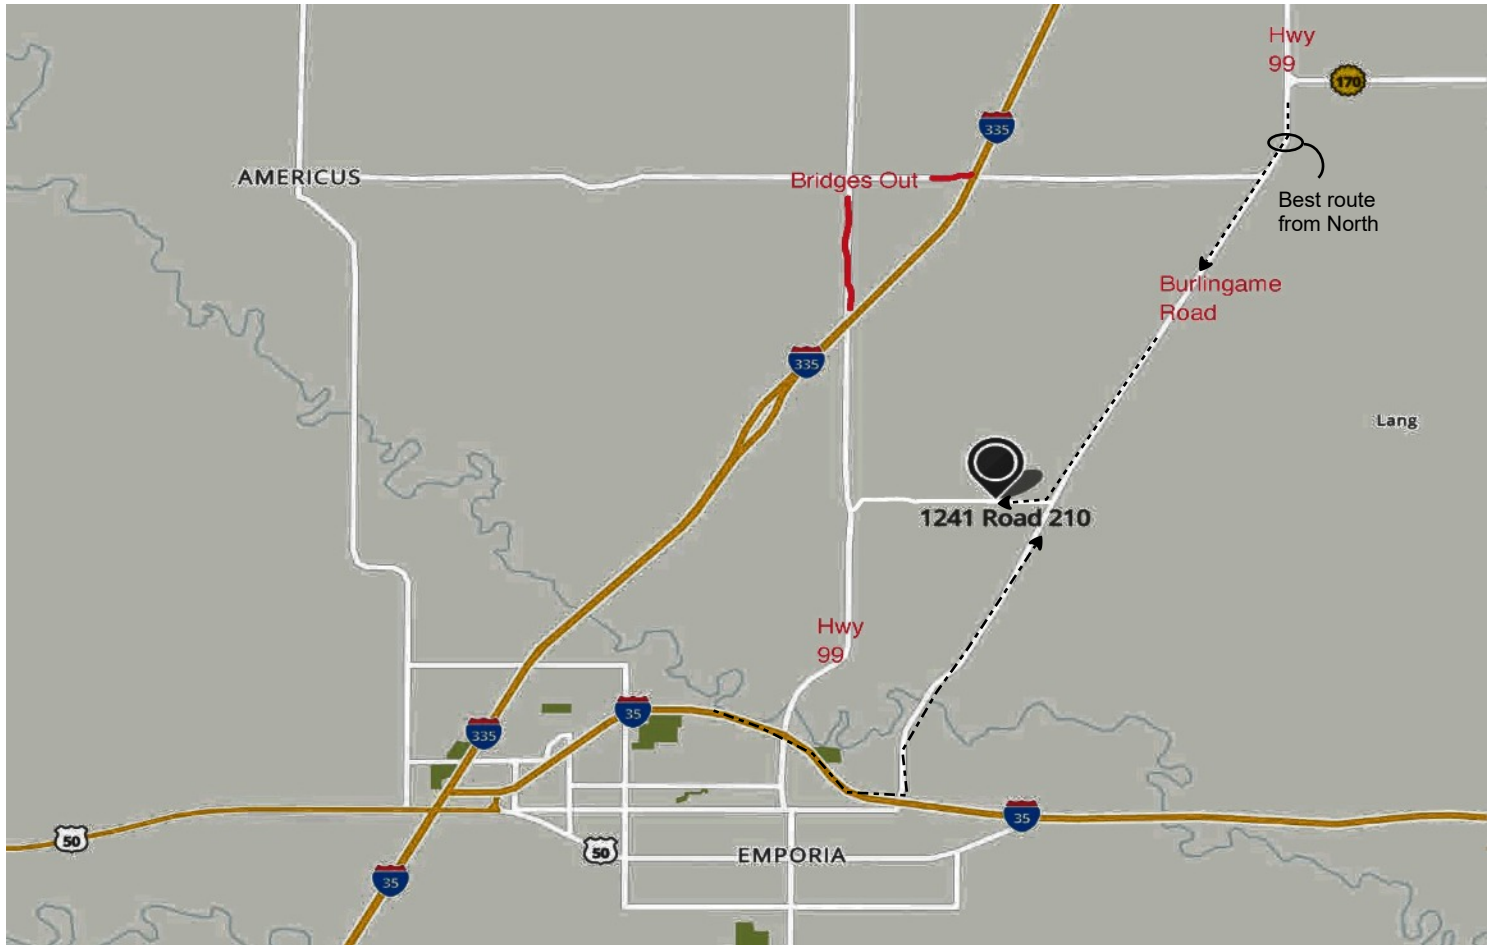 Hwy
99
170
335
AMERICUS
Bridges Out
Best route
from North
Burlingame
Road
335
Lang
1241 Road 210
Hwy
99
35
335
35
50
50
EMPORIA
35